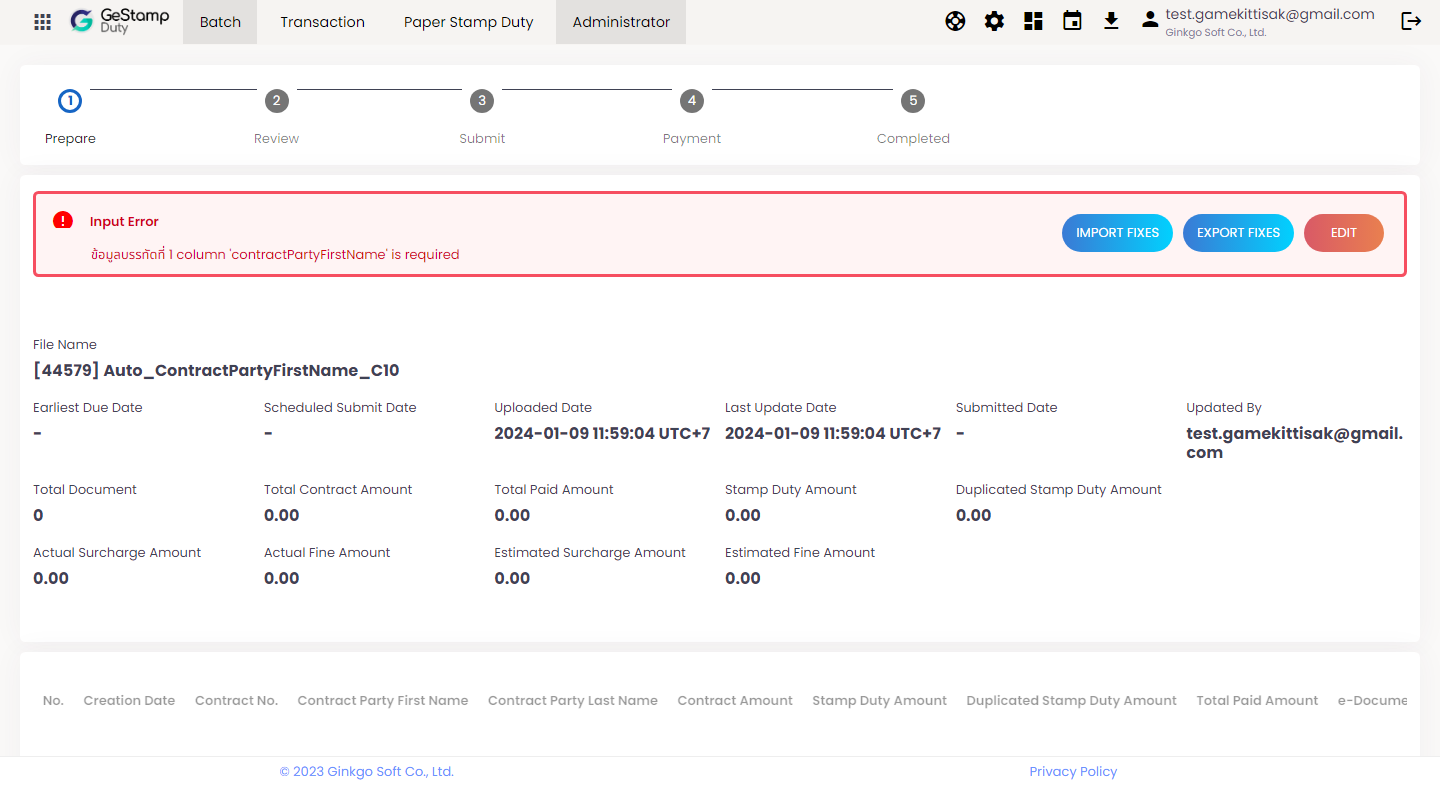 GeStamp
Duty
Batch
Transaction
Paper Stamp Duty
Administrator
test.gamekittisak@gmail.com
Ginkgo Soft Co., Ltd.
1
2
3
4
5
Prepare
Review
Submit
Payment
Completed
Input Error
ข้อมูลบรรทัดที่ 1 column 'contractPartyFirstName' is required
IMPORT FIXES
EXPORT FIXES
EDIT
File Name
[44579] Auto_ContractPartyFirstName_C10
Earliest Due Date
Scheduled Submit Date
Uploaded Date
Last Update Date
Submitted Date
Updated By
-
-
2024-01-09 11:59:04 UTC+7
2024-01-09 11:59:04 UTC+7
-
test.gamekittisak@gmail.
com
Total Document
Total Contract Amount
Total Paid Amount
Stamp Duty Amount
Duplicated Stamp Duty Amount
0
0.00
0.00
0.00
0.00
Actual Surcharge Amount
Actual Fine Amount
Estimated Surcharge Amount
Estimated Fine Amount
0.00
0.00
0.00
0.00
No.
Creation Date
Contract No.
Contract Party First Name
Contract Party Last Name
Contract Amount
Stamp Duty Amount
Duplicated Stamp Duty Amount
Total Paid Amount
e-Docume
© 2023 Ginkgo Soft Co., Ltd.
Privacy Policy